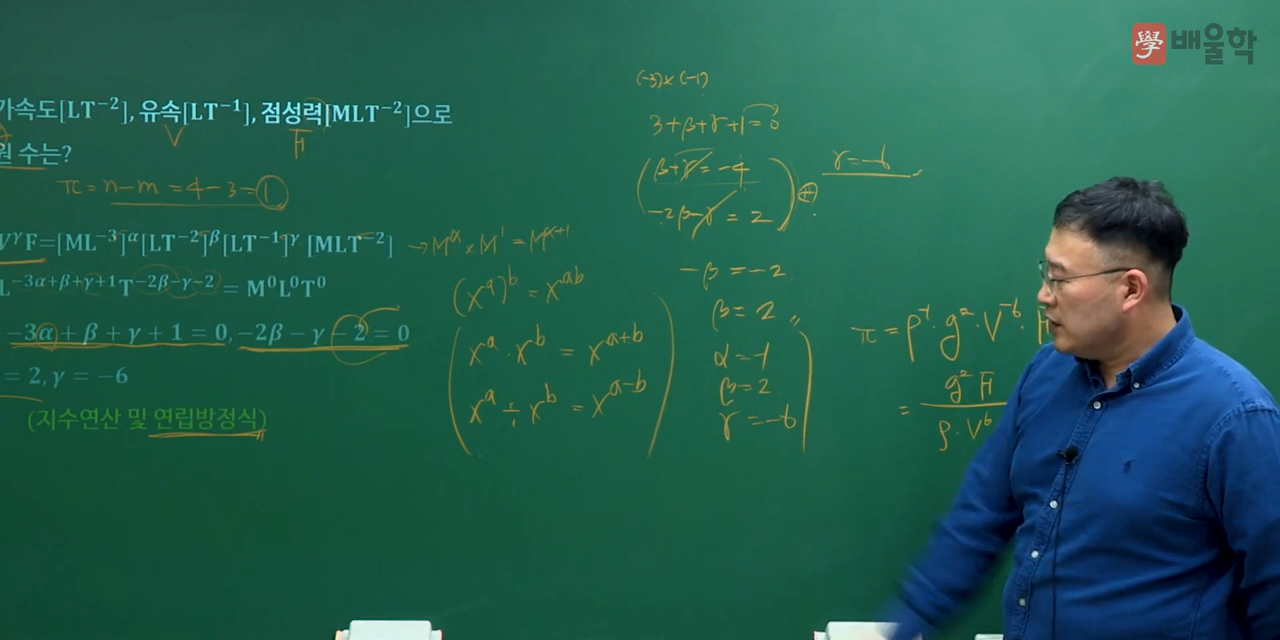 學 배울학
가속도[LT⁻²], 유속[LT⁻¹], 점성력[MLT⁻²]으로
V F
원 수는?
π = n-m = 4-3 = 1
VᵞF=[ML⁻³]ᵅ[LT⁻²]ᵝ[LT⁻¹]ᵞ [MLT⁻²]
→ Mᵅ × M¹ = Mᵅ⁺¹
L⁻³ᵅ⁺ᵝ⁺ᵞ⁺¹T⁻²ᵝ⁻ᵞ⁻² = M⁰L⁰T⁰
-3α + β + γ + 1 = 0, -2β - γ - 2 = 0
= 2, γ = -6
(지수연산 및 연립방정식)
(xᵃ)ᵇ = xᵃᵇ
xᵃ · xᵇ = xᵃ⁺ᵇ
xᵃ ÷ xᵇ = xᵃ⁻ᵇ
(-3)×(-1)
3+β+γ+1=0
β+γ=-4
-2β-γ=2
⊕
γ=-6
-β=-2
β=2
α=-1
β=2
γ=-6
π = ρ⁻¹·g²·V⁻⁶·F
= g²F / ρ·V⁶